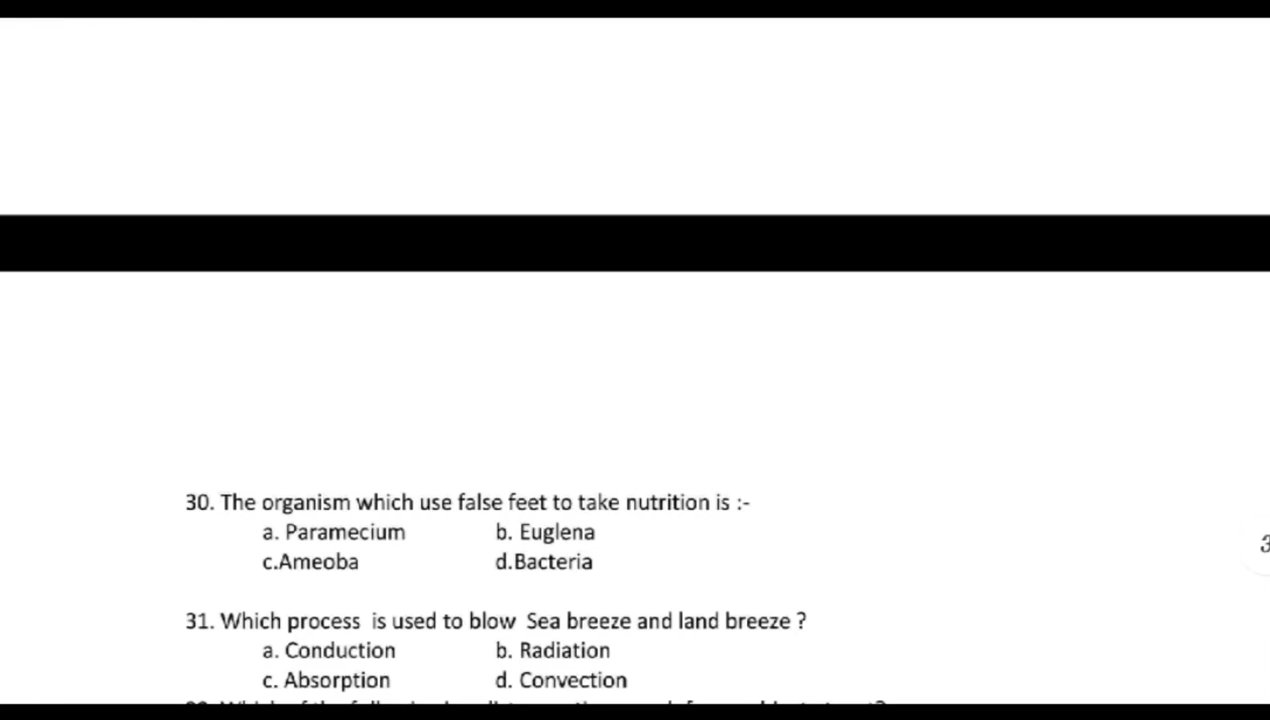 30. The organism which use false feet to take nutrition is :-
a. Paramecium b. Euglena
c.Ameoba d.Bacteria
3
31. Which process is used to blow Sea breeze and land breeze ?
a. Conduction b. Radiation
c. Absorption d. Convection